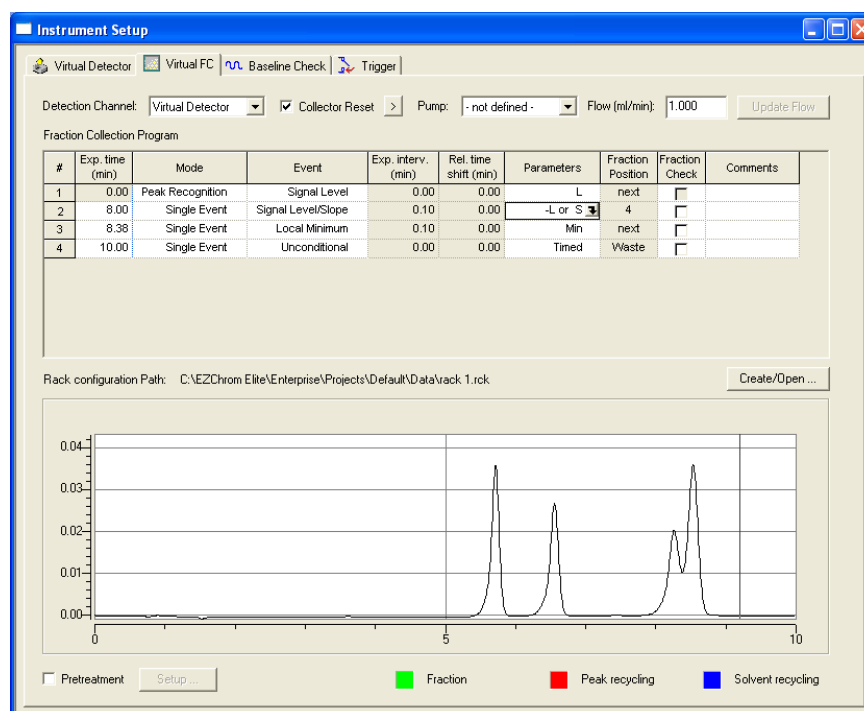 Instrument Setup
Virtual Detector Virtual FC Baseline Check Trigger
Detection Channel: Virtual Detector Collector Reset > Pump: - not defined - Flow (ml/min): 1.000 Update Flow
Fraction Collection Program
# Exp. time (min) Mode Event Exp. interv. (min) Rel. time shift (min) Parameters Fraction Position Fraction Check Comments
1 0.00 Peak Recognition Signal Level 0.00 0.00 L next
2 8.00 Single Event Signal Level/Slope 0.10 0.00 -L or S 4
3 8.38 Single Event Local Minimum 0.10 0.00 Min next
4 10.00 Single Event Unconditional 0.00 0.00 Timed Waste
Rack configuration Path: C:\EZChrom Elite\Enterprise\Projects\Default\Data\rack 1.rck Create/Open ...
0.04
0.03
0.02
0.01
0.00
0 5 10
Pretreatment Setup ... Fraction Peak recycling Solvent recycling